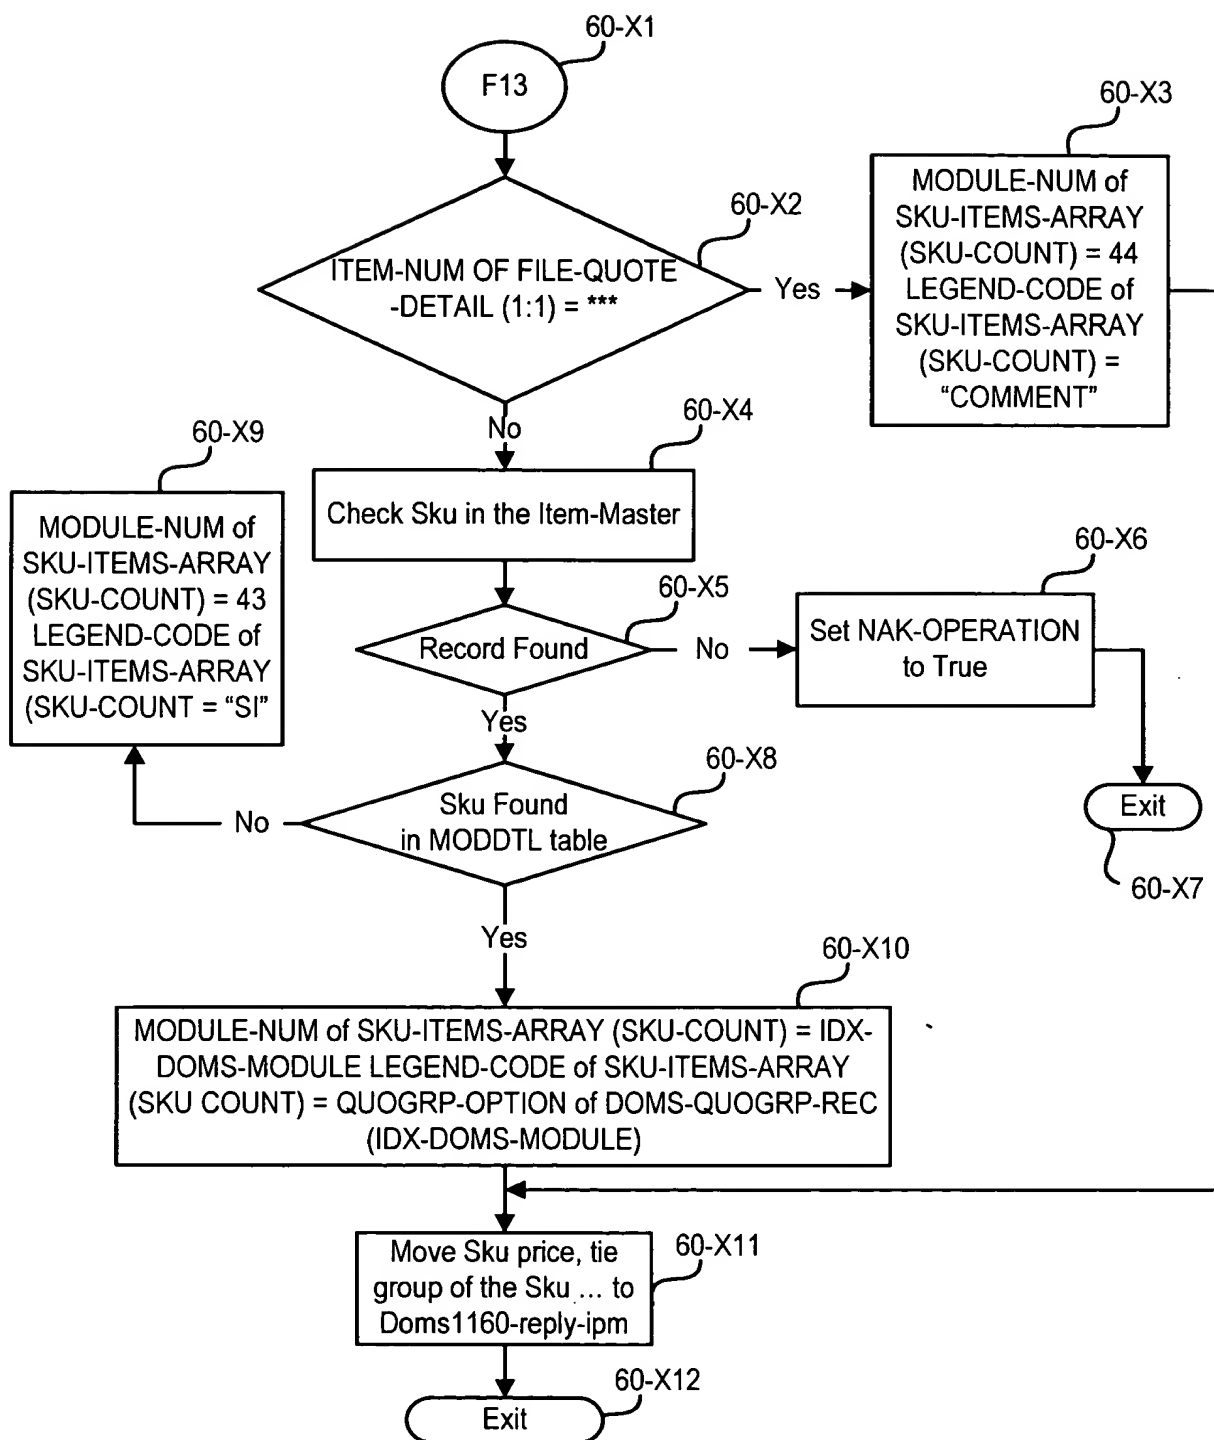 60-X1
F13
60-X3
MODULE-NUM of
SKU-ITEMS-ARRAY
(SKU-COUNT) = 44
LEGEND-CODE of
SKU-ITEMS-ARRAY
(SKU-COUNT) =
“COMMENT”
60-X2
ITEM-NUM OF FILE-QUOTE
-DETAIL (1:1) = ***
Yes
No
60-X4
Check Sku in the Item-Master
60-X9
MODULE-NUM of
SKU-ITEMS-ARRAY
(SKU-COUNT) = 43
LEGEND-CODE of
SKU-ITEMS-ARRAY
(SKU-COUNT = “SI”
60-X5
Record Found
No
60-X6
Set NAK-OPERATION
to True
Yes
Exit
60-X7
60-X8
Sku Found
in MODDTL table
No
Yes
60-X10
MODULE-NUM of SKU-ITEMS-ARRAY (SKU-COUNT) = IDX-
DOMS-MODULE LEGEND-CODE of SKU-ITEMS-ARRAY
(SKU COUNT) = QUOGRP-OPTION of DOMS-QUOGRP-REC
(IDX-DOMS-MODULE)
60-X11
Move Sku price, tie
group of the Sku ... to
Doms1160-reply-ipm
60-X12
Exit